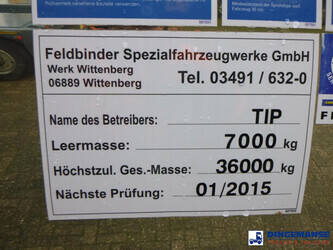 Feldbinder Spezialfahrzeugwerke GmbH
Werk Wittenberg
06889 Wittenberg
Tel. 03491 / 632-0
Name des Betreibers: TIP
Leermasse: 7000 kg
Höchstzul. Ges.-Masse: 36000 kg
Nächste Prüfung: 01/2015
DINGEMANSE